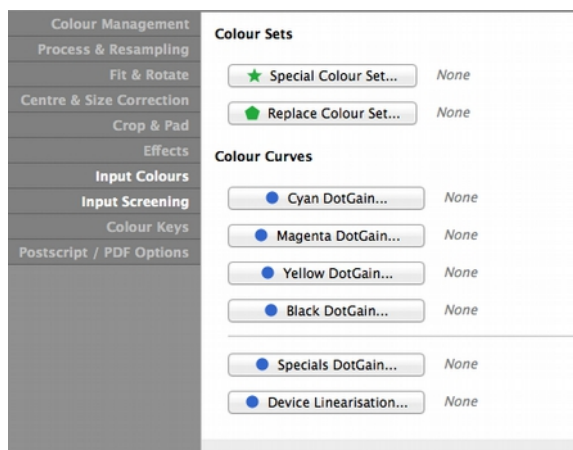 Colour Management
Process & Resampling
Fit & Rotate
Centre & Size Correction
Crop & Pad
Effects
Input Colours
Input Screening
Colour Keys
Postscript / PDF Options
Colour Sets
Special Colour Set... None
Replace Colour Set... None
Colour Curves
Cyan DotGain... None
Magenta DotGain... None
Yellow DotGain... None
Black DotGain... None
Specials DotGain... None
Device Linearisation... None